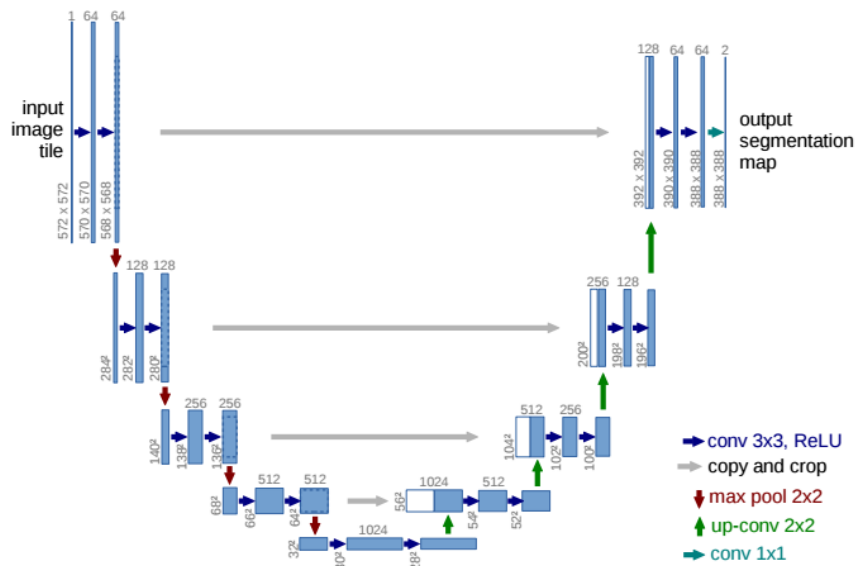 1 64 64
input
image
tile
572 x 572
570 x 570
568 x 568
128 64 64 2
output
segmentation
map
392 x 392
390 x 390
388 x 388
388 x 388
128 128
284²
282²
280²
256 128
200²
198²
196²
256 256
140²
138²
136²
512 256
104²
102²
100²
512 512
68²
66²
64²
1024 512
56²
54²
52²
1024
32²
30²
28²
conv 3x3, ReLU
copy and crop
max pool 2x2
up-conv 2x2
conv 1x1